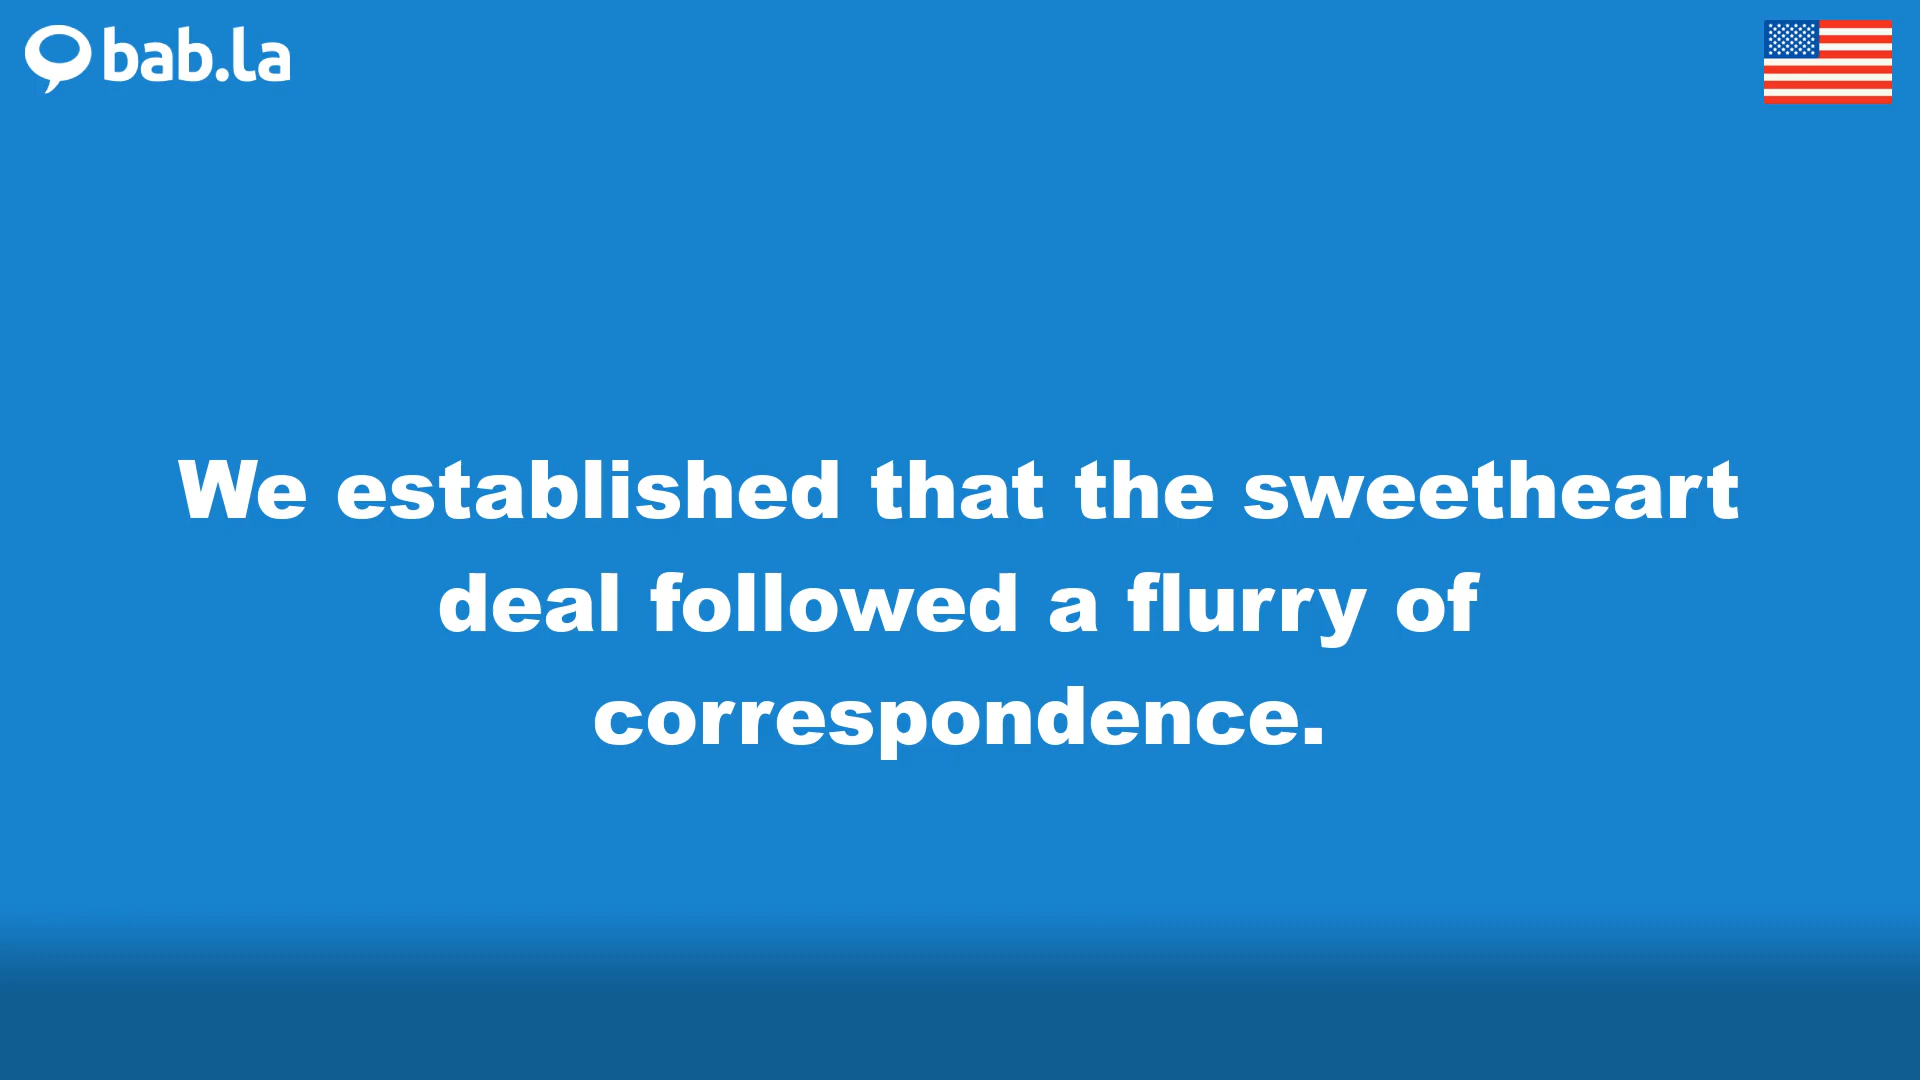 bab.la
We established that the sweetheart
deal followed a flurry of
correspondence.